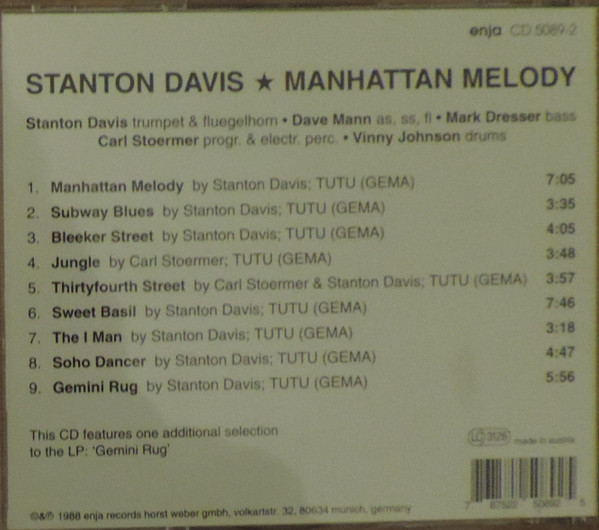 enja CD 5089-2
STANTON DAVIS ★ MANHATTAN MELODY
Stanton Davis trumpet & fluegelhorn • Dave Mann as, ss, fl • Mark Dresser bass
Carl Stoermer progr. & electr. perc. • Vinny Johnson drums
1. Manhattan Melody by Stanton Davis; TUTU (GEMA) 7:05
2. Subway Blues by Stanton Davis; TUTU (GEMA) 3:35
3. Bleeker Street by Stanton Davis; TUTU (GEMA) 4:05
4. Jungle by Carl Stoermer; TUTU (GEMA) 3:48
5. Thirtyfourth Street by Carl Stoermer & Stanton Davis; TUTU (GEMA) 3:57
6. Sweet Basil by Stanton Davis; TUTU (GEMA) 7:46
7. The I Man by Stanton Davis; TUTU (GEMA) 3:18
8. Soho Dancer by Stanton Davis; TUTU (GEMA) 4:47
9. Gemini Rug by Stanton Davis; TUTU (GEMA) 5:56
This CD features one additional selection
to the LP: 'Gemini Rug'
LC 3126 made in austria
7 67522 50892 5
©&℗ 1988 enja records horst weber gmbh, volkartstr. 32, 80634 munich, germany